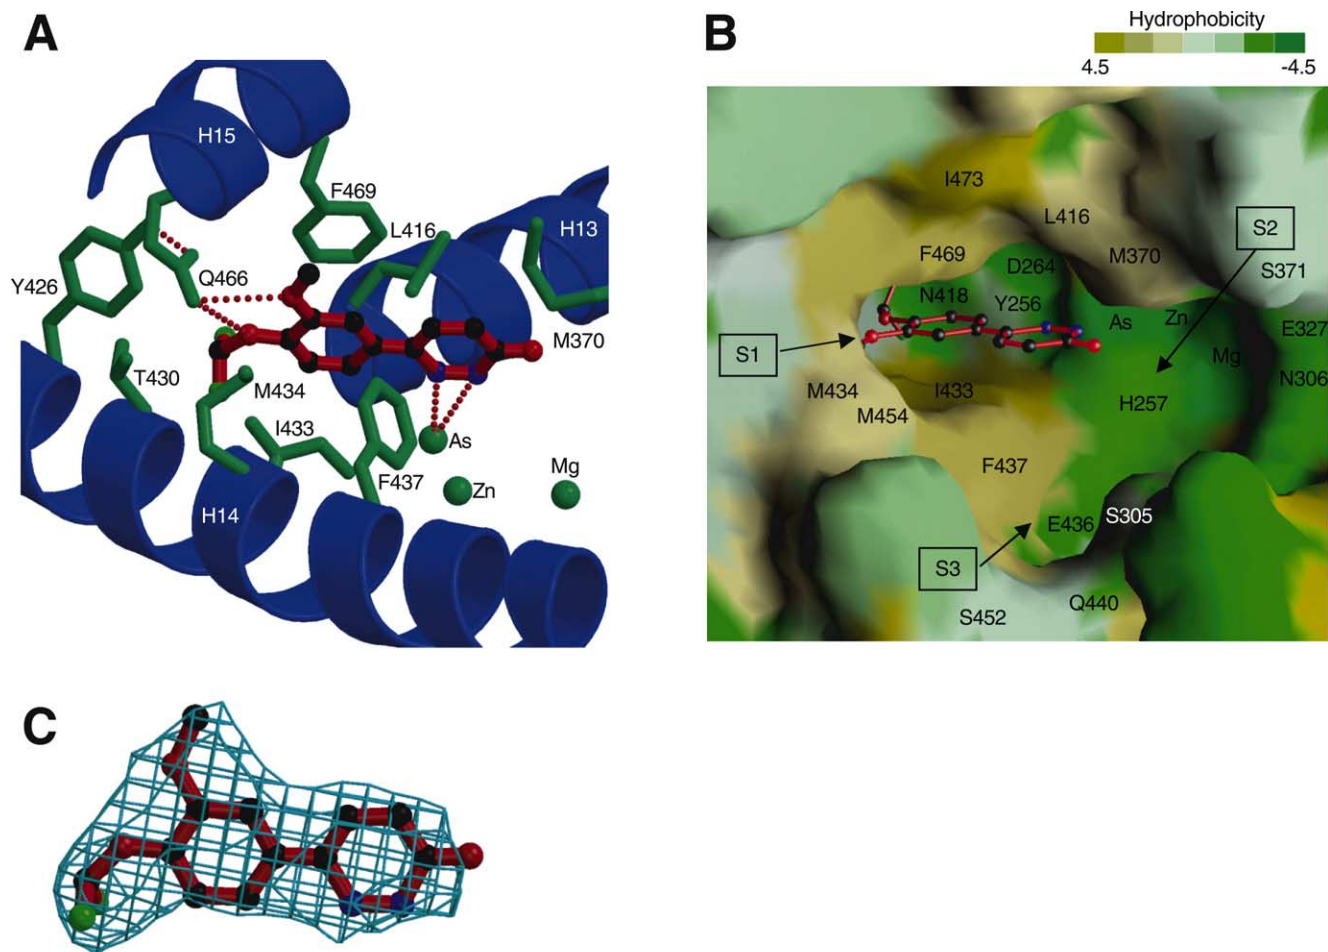 A
H15
F469
L416
H13
Y426
Q466
M370
T430
M434
I433
As
F437
Zn
Mg
H14
B
Hydrophobicity
4.5
-4.5
I473
L416
S2
F469
D264
M370
S371
N418
Y256
As
Zn
E327
S1
Mg
N306
M434
I433
H257
M454
F437
S305
E436
S3
Q440
S452
C